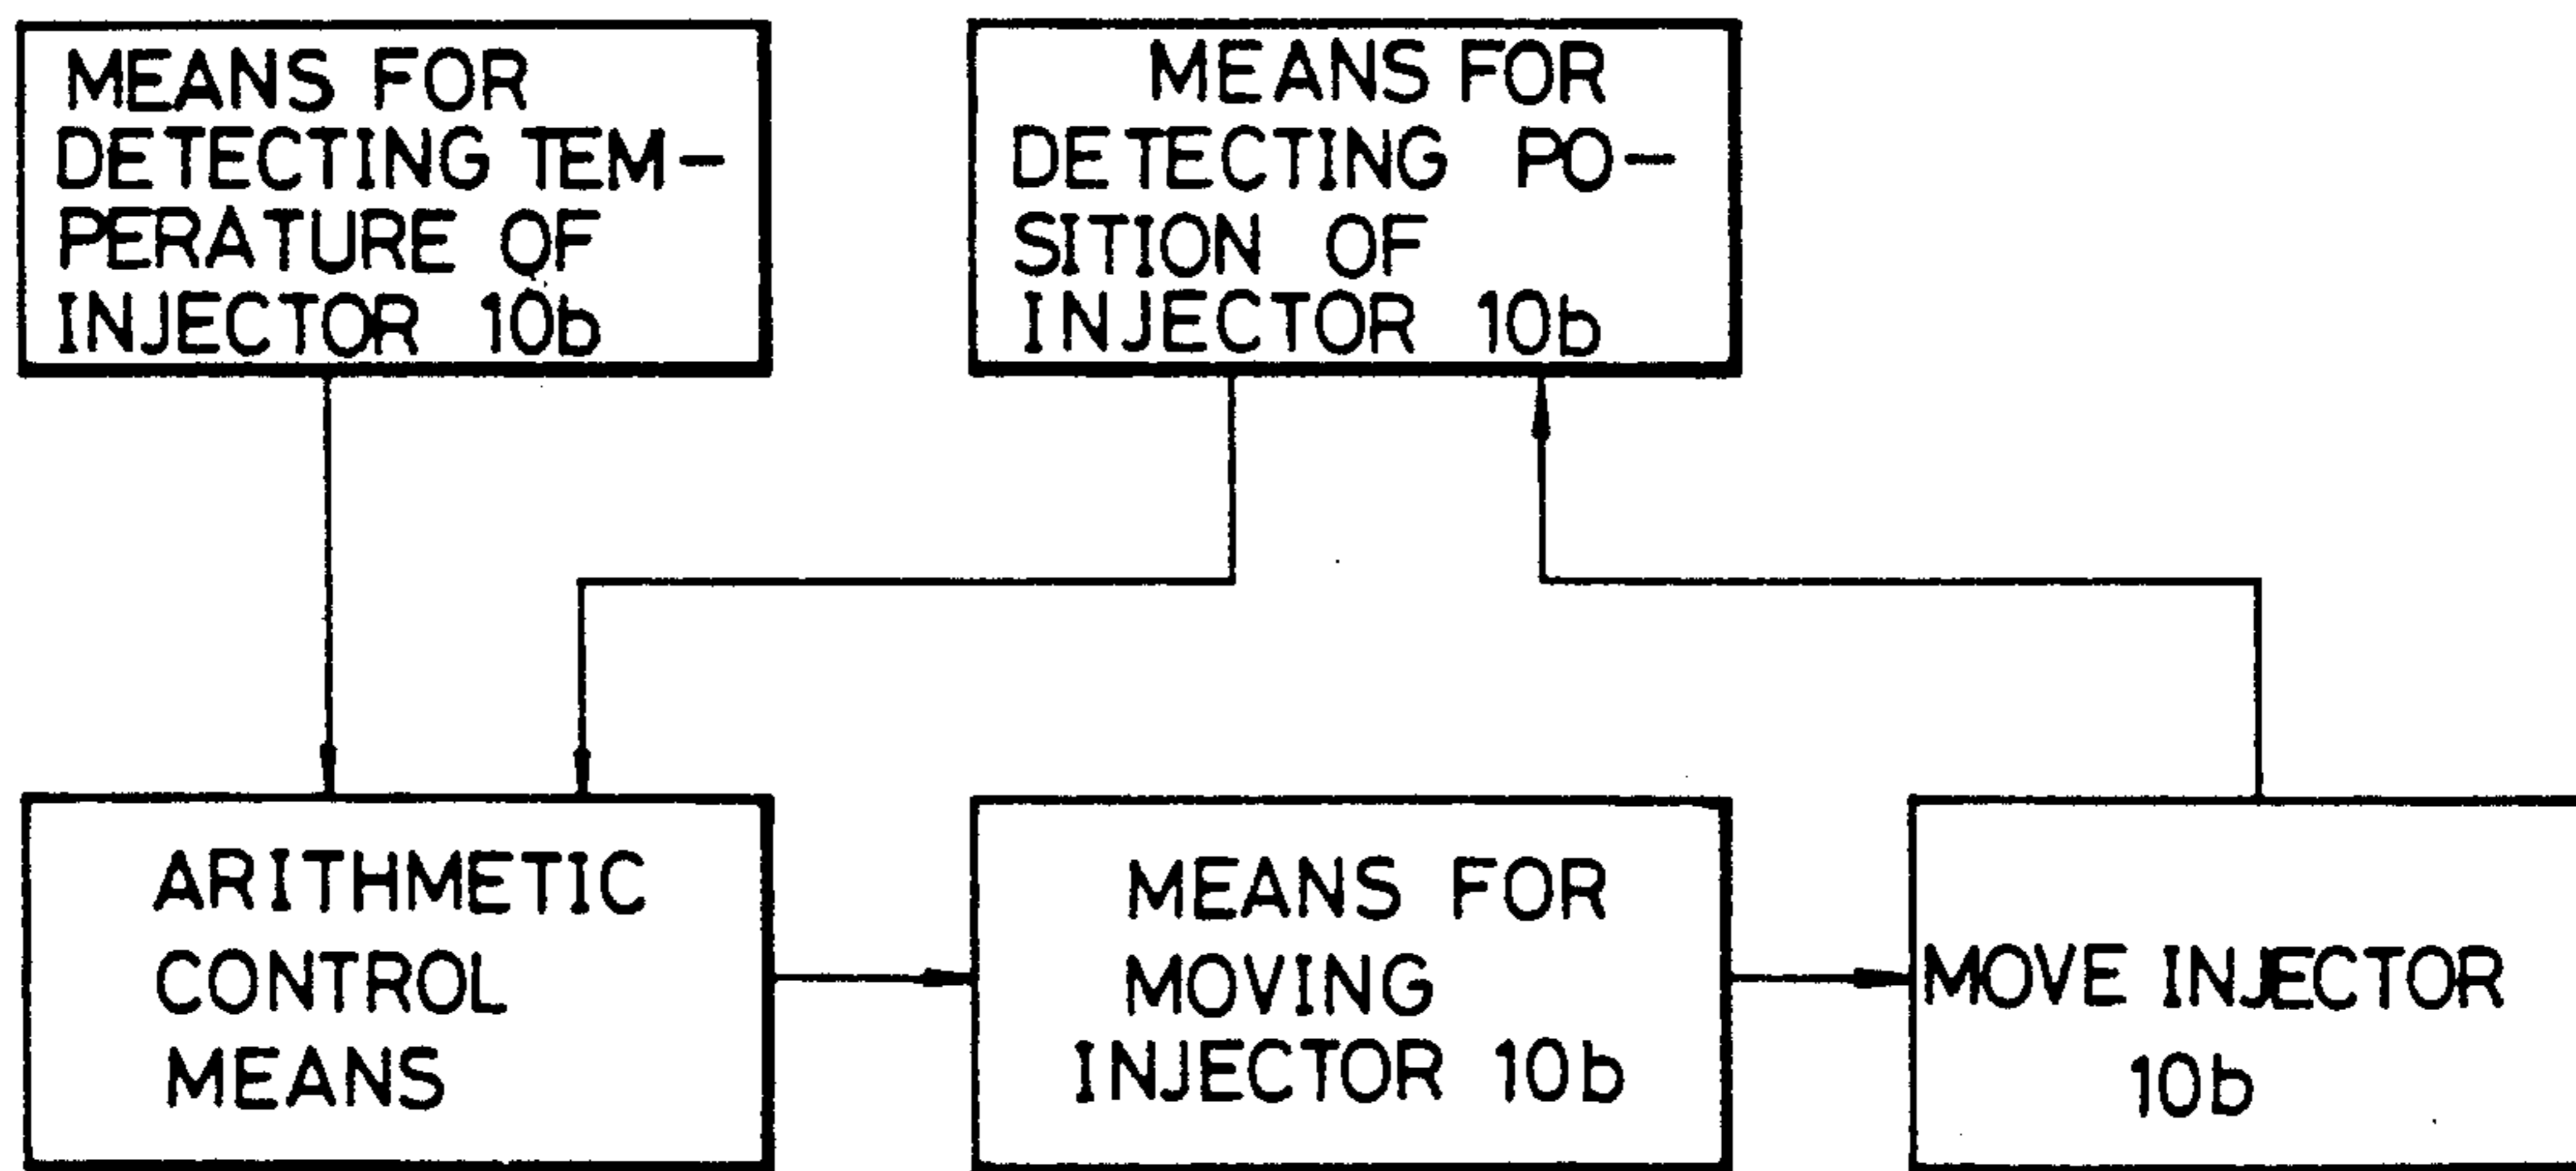 MEANS FOR
DETECTING TEM-
PERATURE OF
INJECTOR 10b
MEANS FOR
DETECTING PO-
SITION OF
INJECTOR 10b
ARITHMETIC
CONTROL
MEANS
MEANS FOR
MOVING
INJECTOR 10b
MOVE INJECTOR
10b